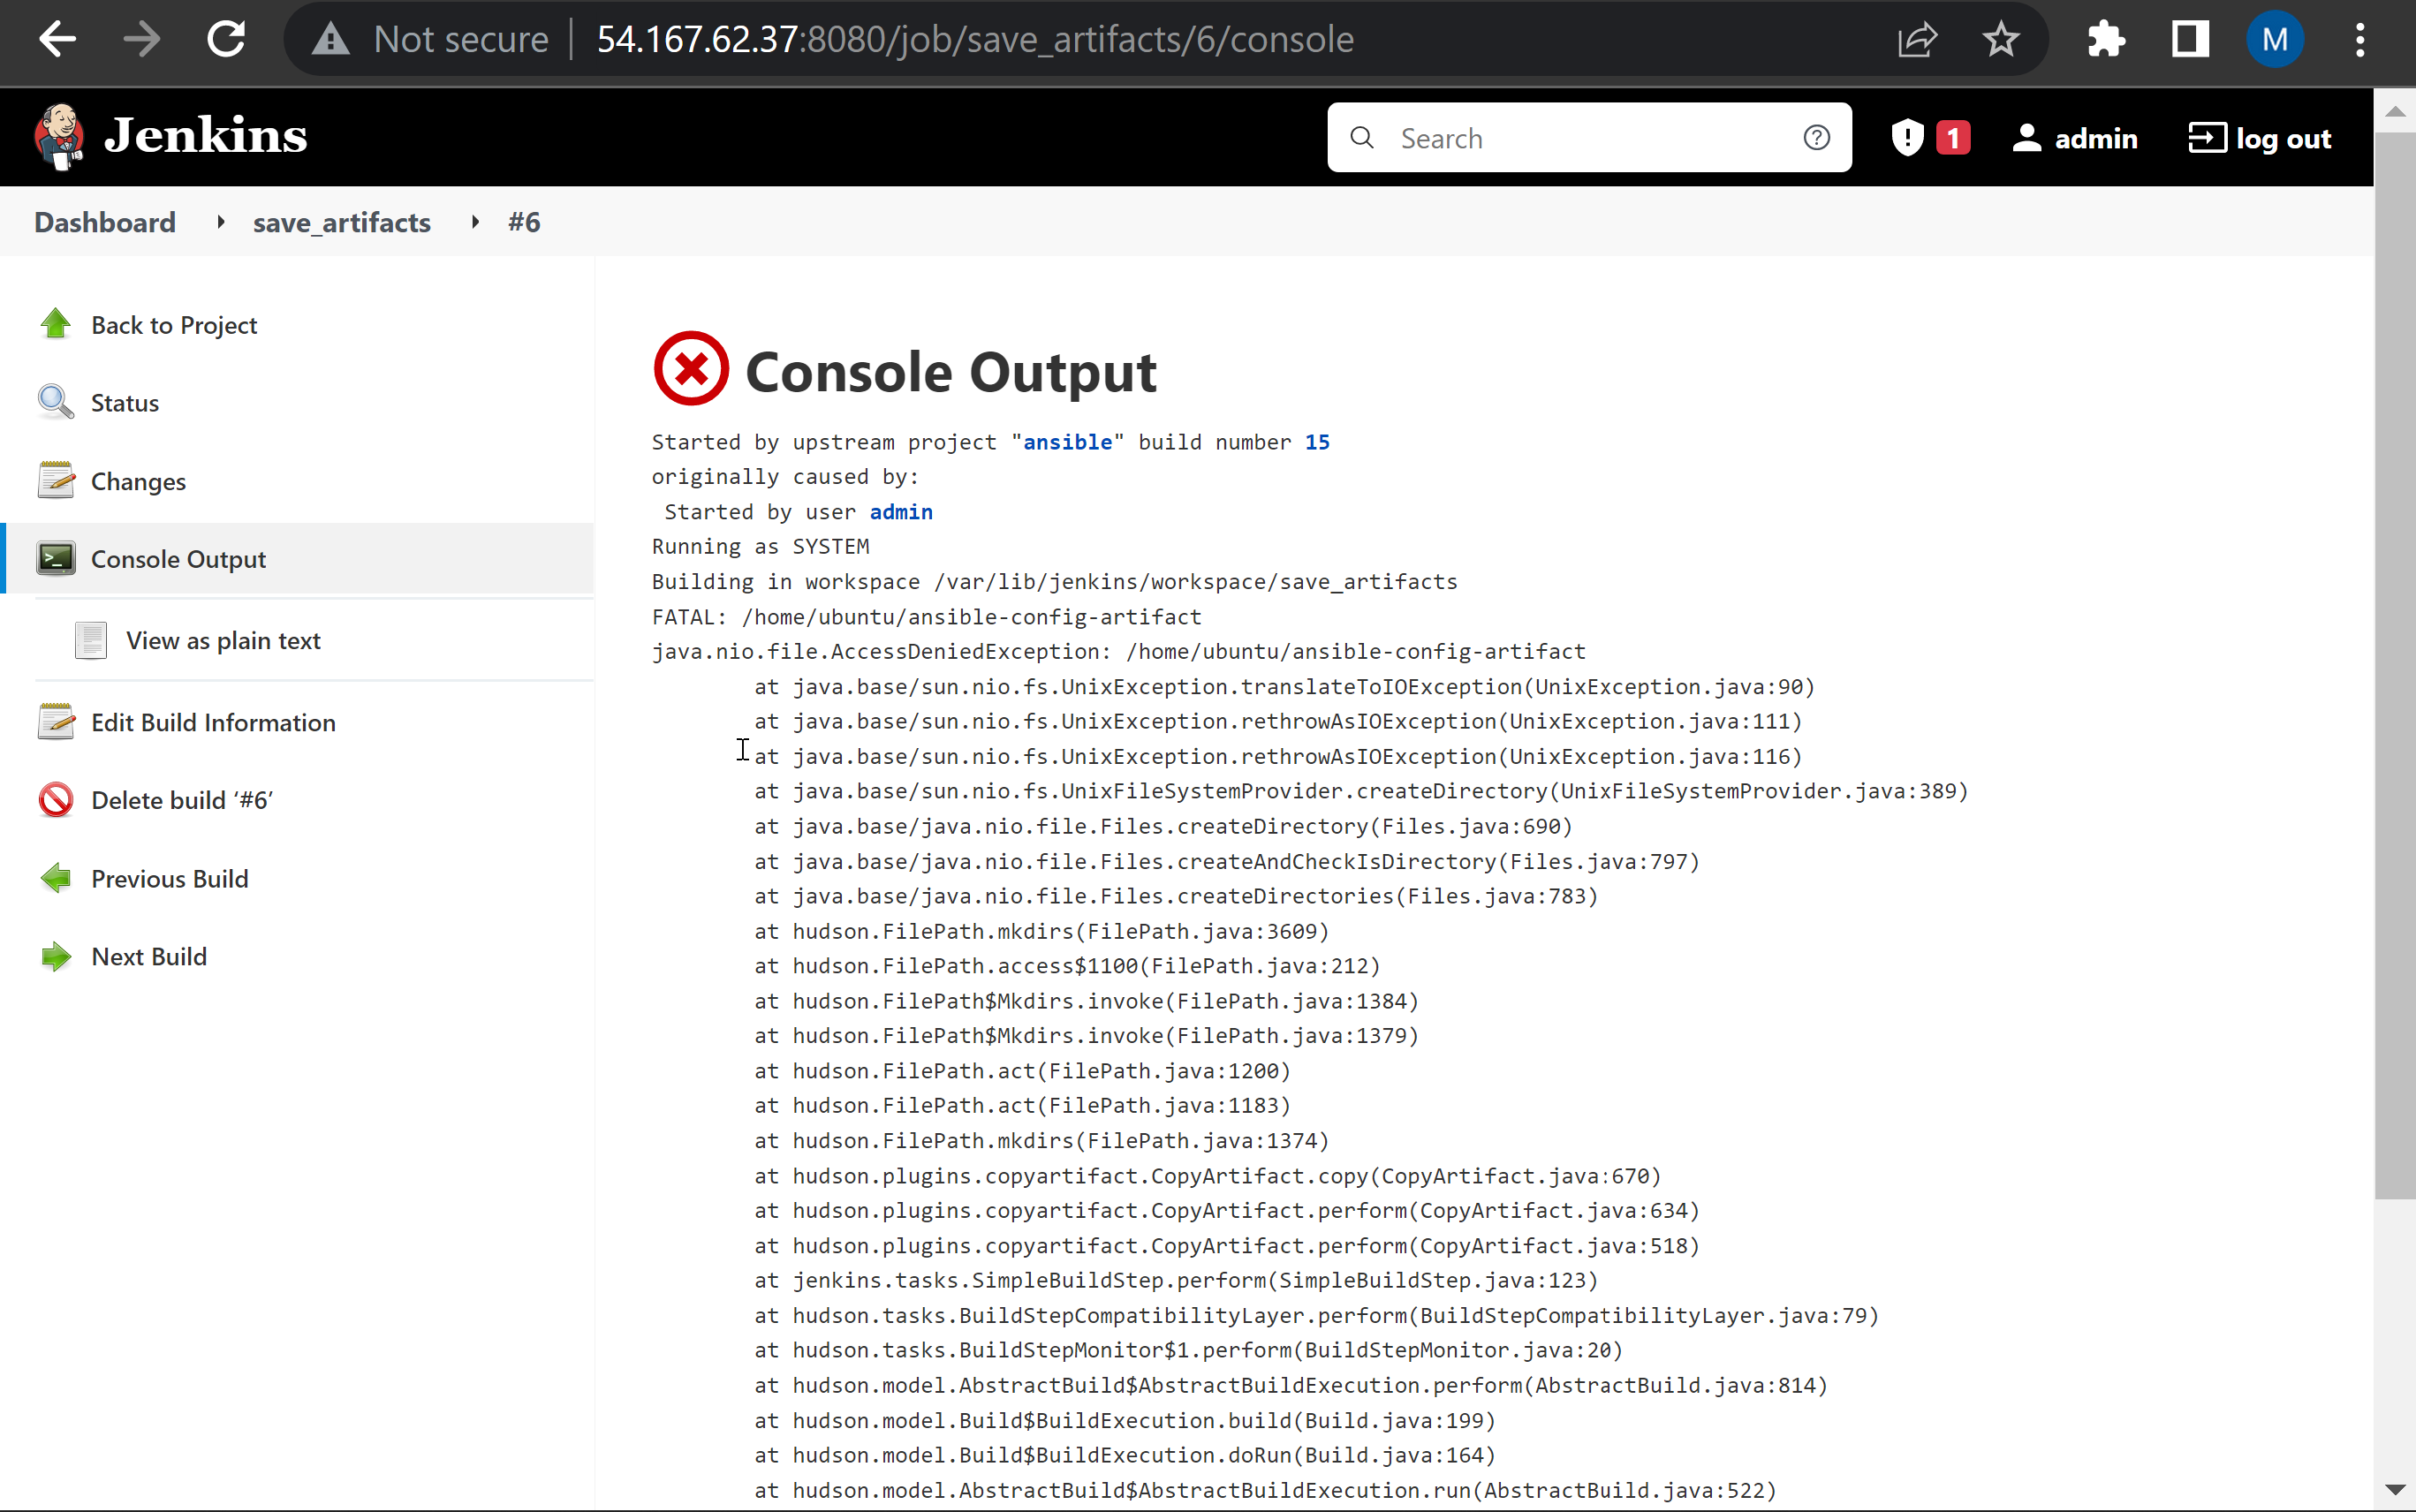 Not secure | 54.167.62.37:8080/job/save_artifacts/6/console
M
Jenkins
Search
1
admin
log out
Dashboard
save_artifacts
#6
Back to Project
Status
Changes
Console Output
View as plain text
Edit Build Information
Delete build ‘#6’
Previous Build
Next Build
Console Output
Started by upstream project "ansible" build number 15
originally caused by:
Started by user admin
Running as SYSTEM
Building in workspace /var/lib/jenkins/workspace/save_artifacts
FATAL: /home/ubuntu/ansible-config-artifact
java.nio.file.AccessDeniedException: /home/ubuntu/ansible-config-artifact
at java.base/sun.nio.fs.UnixException.translateToIOException(UnixException.java:90)
at java.base/sun.nio.fs.UnixException.rethrowAsIOException(UnixException.java:111)
at java.base/sun.nio.fs.UnixException.rethrowAsIOException(UnixException.java:116)
at java.base/sun.nio.fs.UnixFileSystemProvider.createDirectory(UnixFileSystemProvider.java:389)
at java.base/java.nio.file.Files.createDirectory(Files.java:690)
at java.base/java.nio.file.Files.createAndCheckIsDirectory(Files.java:797)
at java.base/java.nio.file.Files.createDirectories(Files.java:783)
at hudson.FilePath.mkdirs(FilePath.java:3609)
at hudson.FilePath.access$1100(FilePath.java:212)
at hudson.FilePath$Mkdirs.invoke(FilePath.java:1384)
at hudson.FilePath$Mkdirs.invoke(FilePath.java:1379)
at hudson.FilePath.act(FilePath.java:1200)
at hudson.FilePath.act(FilePath.java:1183)
at hudson.FilePath.mkdirs(FilePath.java:1374)
at hudson.plugins.copyartifact.CopyArtifact.copy(CopyArtifact.java:670)
at hudson.plugins.copyartifact.CopyArtifact.perform(CopyArtifact.java:634)
at hudson.plugins.copyartifact.CopyArtifact.perform(CopyArtifact.java:518)
at jenkins.tasks.SimpleBuildStep.perform(SimpleBuildStep.java:123)
at hudson.tasks.BuildStepCompatibilityLayer.perform(BuildStepCompatibilityLayer.java:79)
at hudson.tasks.BuildStepMonitor$1.perform(BuildStepMonitor.java:20)
at hudson.model.AbstractBuild$AbstractBuildExecution.perform(AbstractBuild.java:814)
at hudson.model.Build$BuildExecution.build(Build.java:199)
at hudson.model.Build$BuildExecution.doRun(Build.java:164)
at hudson.model.AbstractBuild$AbstractBuildExecution.run(AbstractBuild.java:522)